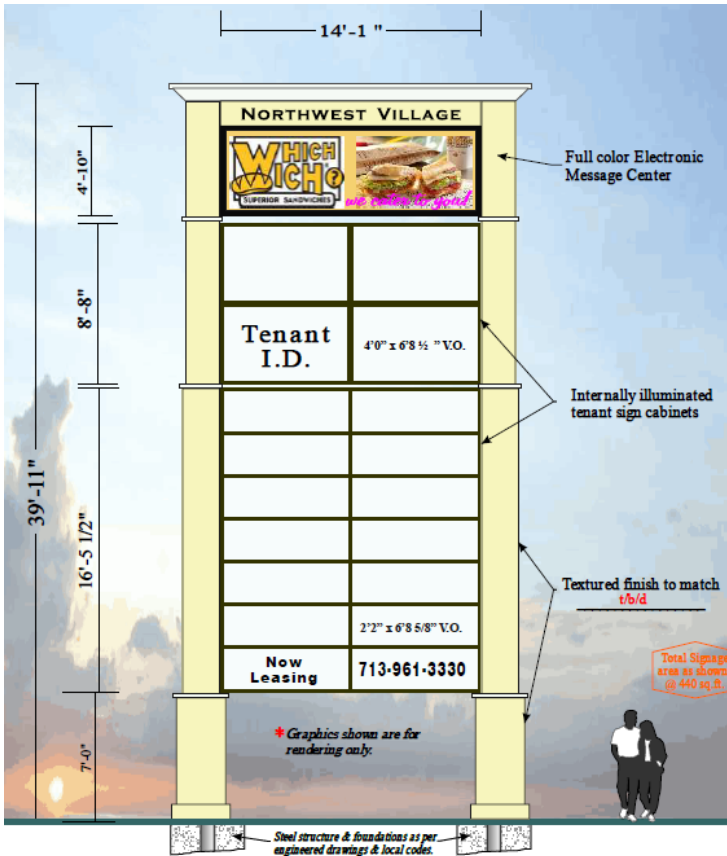 14'-1 "
NORTHWEST VILLAGE
WHICH
WICH?
SUPERIOR SANDWICHES
we cater to you!
Full color Electronic
Message Center
4'-10"
8'-8"
Tenant
I.D.
4'0" x 6'8 ½ " V.O.
Internally illuminated
tenant sign cabinets
39'-11"
16'-5 1/2"
Textured finish to match
t/b/d
2'2" x 6'8 5/8" V.O.
Now
Leasing
713-961-3330
Total Signage
area as shown
@ 440 sq.ft.
7'-0"
* Graphics shown are for
rendering only.
Steel structure & foundations as per
engineered drawings & local codes.